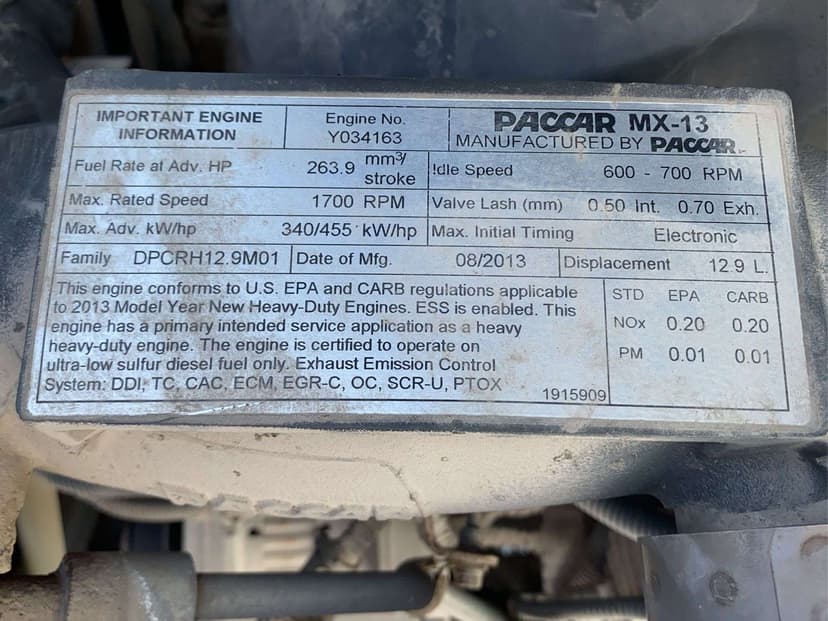 IMPORTANT ENGINE
INFORMATION
Engine No.
Y034163
PACCAR MX-13
MANUFACTURED BY PACCAR
Fuel Rate at Adv. HP 263.9 mm3/
stroke
Idle Speed 600 - 700 RPM
Max. Rated Speed 1700 RPM
Valve Lash (mm) 0.50 Int. 0.70 Exh.
Max. Adv. kW/hp 340/455 kW/hp
Max. Initial Timing Electronic
Family DPCRH12.9M01
Date of Mfg. 08/2013
Displacement 12.9 L.
This engine conforms to U.S. EPA and CARB regulations applicable
to 2013 Model Year New Heavy-Duty Engines. ESS is enabled. This
engine has a primary intended service application as a heavy
heavy-duty engine. The engine is certified to operate on
ultra-low sulfur diesel fuel only. Exhaust Emission Control
System: DDI, TC, CAC, ECM, EGR-C, OC, SCR-U, PTOX
1915909
STD EPA CARB
NOx 0.20 0.20
PM 0.01 0.01